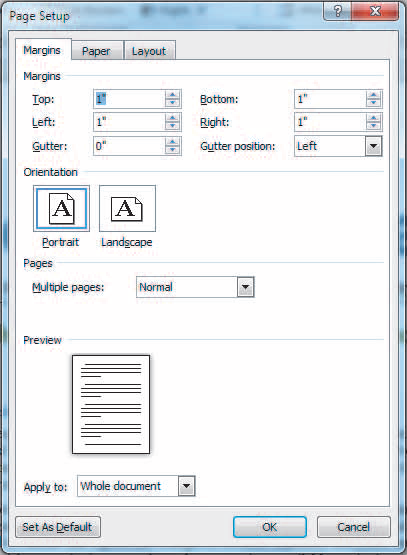 Page Setup
Margins Paper Layout
Margins
Top: 1" Bottom: 1"
Left: 1" Right: 1"
Gutter: 0" Gutter position: Left
Orientation
A A
Portrait Landscape
Pages
Multiple pages: Normal
Preview
Apply to: Whole document
Set As Default OK Cancel